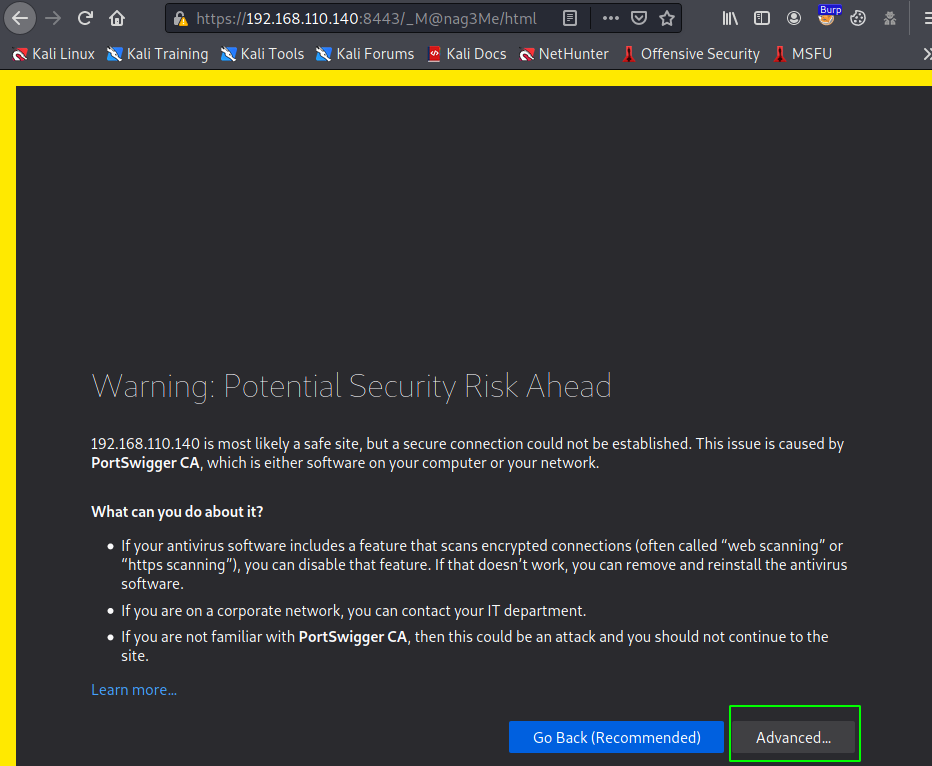 Burp
https://192.168.110.140:8443/_M@nag3Me/html
Kali Linux Kali Training Kali Tools Kali Forums Kali Docs NetHunter Offensive Security MSFU
Warning: Potential Security Risk Ahead
192.168.110.140 is most likely a safe site, but a secure connection could not be established. This issue is caused by
PortSwigger CA, which is either software on your computer or your network.
What can you do about it?
If your antivirus software includes a feature that scans encrypted connections (often called “web scanning” or
“https scanning”), you can disable that feature. If that doesn’t work, you can remove and reinstall the antivirus
software.
If you are on a corporate network, you can contact your IT department.
If you are not familiar with PortSwigger CA, then this could be an attack and you should not continue to the
site.
Learn more…
Go Back (Recommended) Advanced…